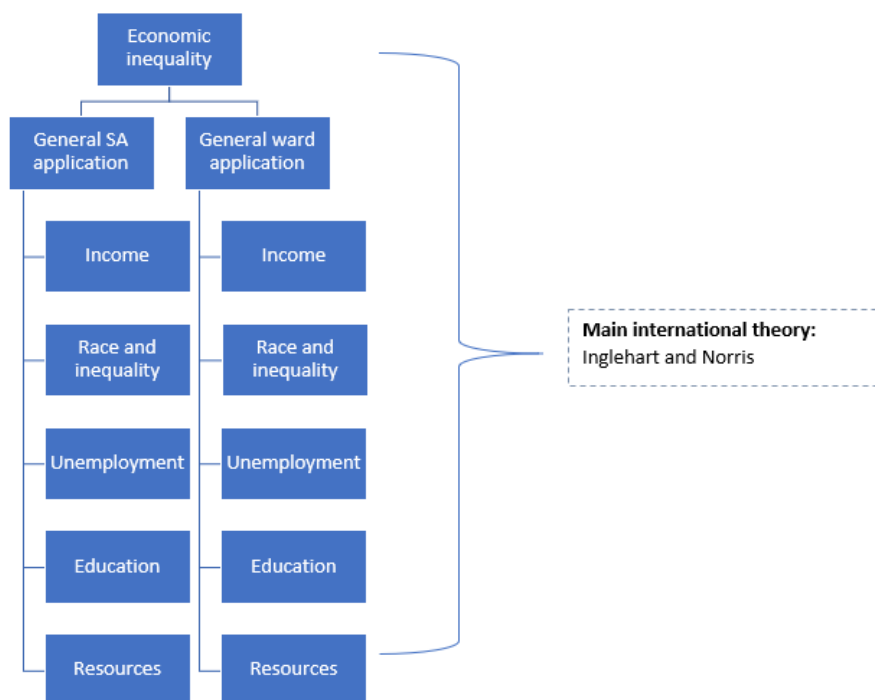 Economic
inequality
General SA
application
General ward
application
Income
Income
Race and
inequality
Race and
inequality
Unemployment
Unemployment
Education
Education
Resources
Resources
Main international theory:
Inglehart and Norris